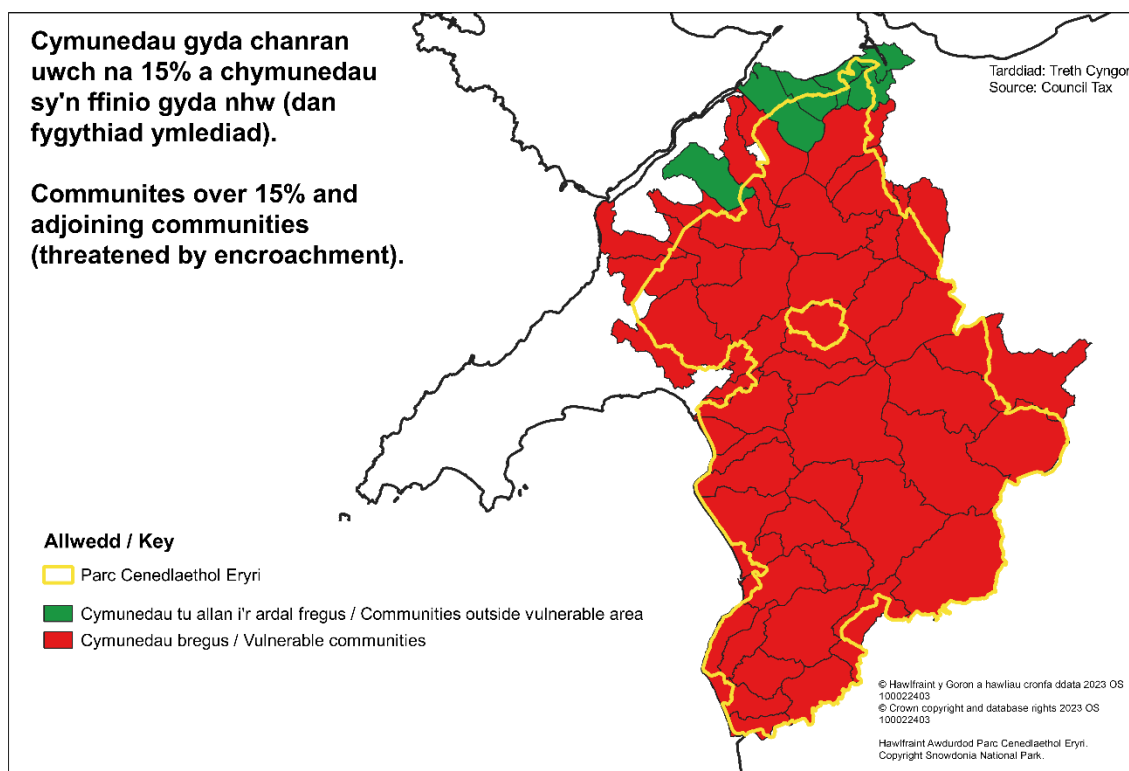 Cymunedau gyda chanran
uwch na 15% a chymunedau
sy'n ffinio gyda nhw (dan
fygythiad ymlediad).
Communites over 15% and
adjoining communities
(threatened by encroachment).
Tarddiad: Treth Cyngor
Source: Council Tax
Allwedd / Key
Parc Cenedlaethol Eryri
Cymunedau tu allan i'r ardal fregus / Communities outside vulnerable area
Cymunedau bregus / Vulnerable communities
© Hawlfraint y Goron a hawliau cronfa ddata 2023 OS
100022403
© Crown copyright and database rights 2023 OS
100022403
Hawlfraint Awdurdod Parc Cenedlaethol Eryri.
Copyright Snowdonia National Park.